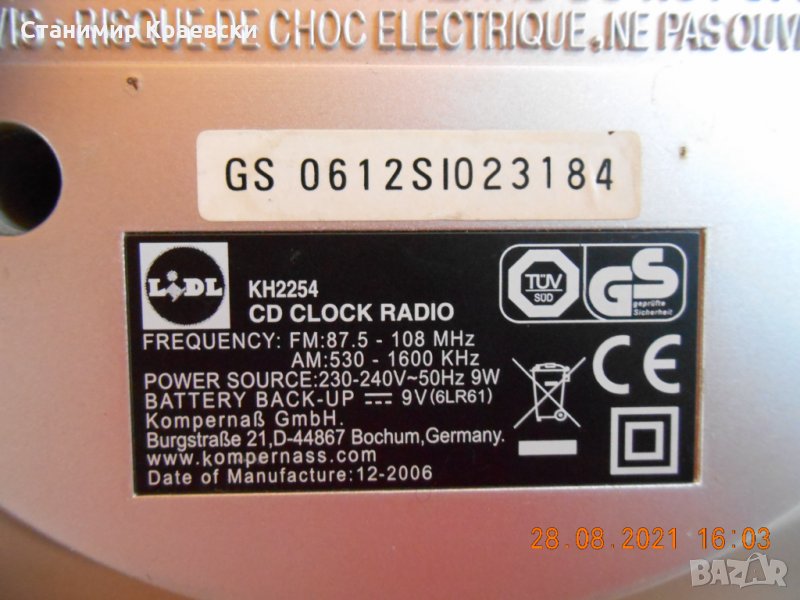 Станимир Краевски
VIS : RISQUE DE CHOC ELECTRIQUE, NE PAS OUV
GS 0612SI023184
LiDL
KH2254
CD CLOCK RADIO
FREQUENCY: FM:87.5 - 108 MHz
AM:530 - 1600 KHz
POWER SOURCE:230-240V~50Hz 9W
BATTERY BACK-UP ⎓ 9V(6LR61)
Kompernaß GmbH.
Burgstraße 21,D-44867 Bochum,Germany.
www.kompernass.com
Date of Manufacture:12-2006
TÜV
SÜD
GS
geprüfte
Sicherheit
CE
28.08.2021 16:03
BAZAR